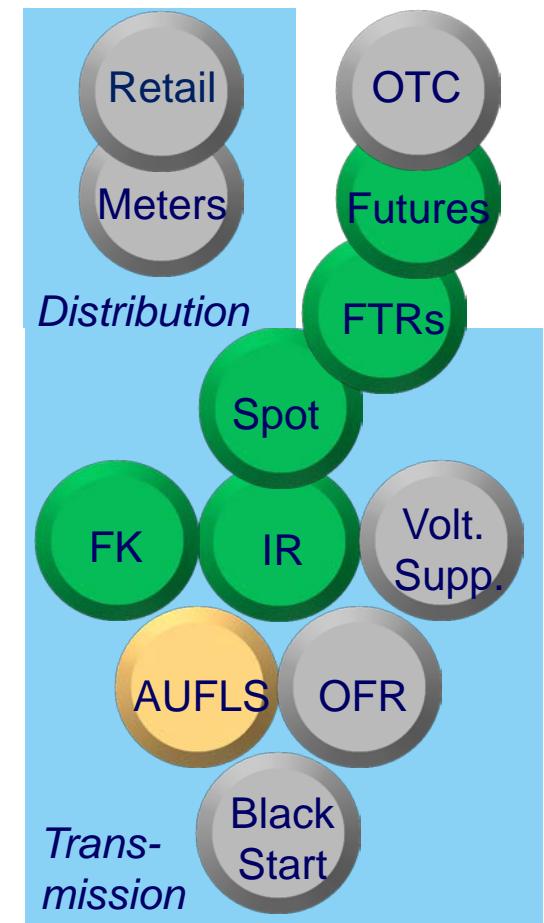 Retail
OTC
Meters
Futures
Distribution
FTRs
Spot
FK
IR
Volt.
Supp.
AUFLS
OFR
Black
Start
Trans-
mission